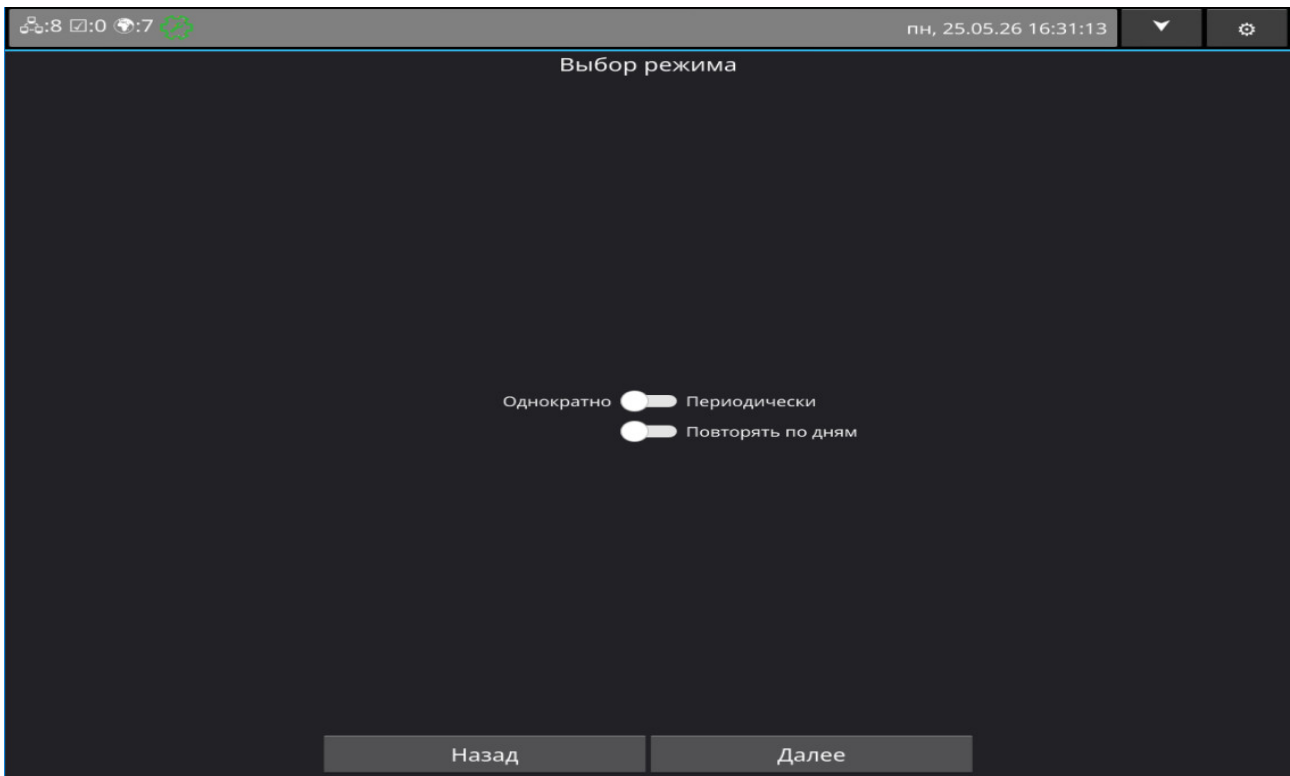 :8 ☑:0 :7 пн, 25.05.26 16:31:13
Выбор режима
Однократно Периодически
Повторять по дням
Назад Далее